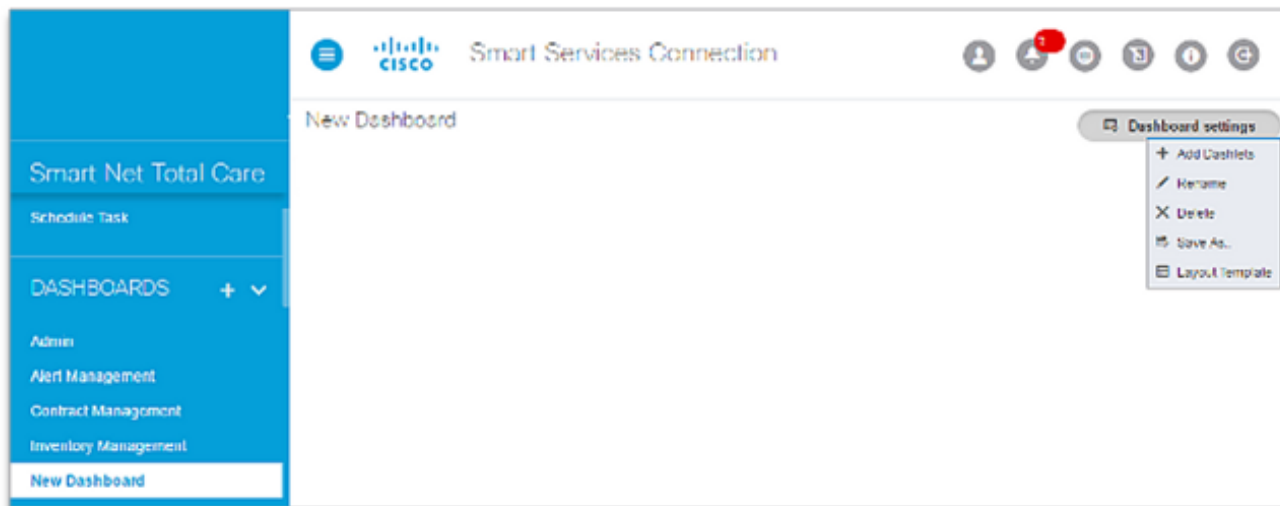 cisco
Smart Services Connection
New Dashboard
Dashboard settings
+ Add Dashlets
Rename
Delete
Save As..
Layout Template
Smart Net Total Care
Schedule Task
DASHBOARDS + 
Admin
Alert Management
Contract Management
Inventory Management
New Dashboard